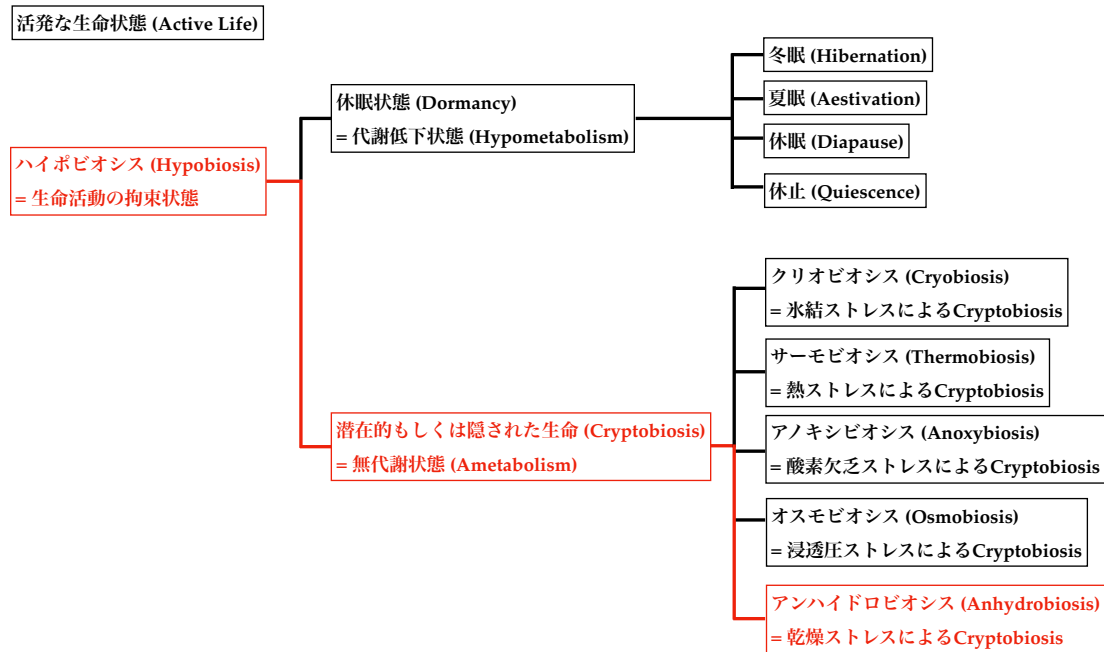 活発な生命状態 (Active Life)
ハイポビオシス (Hypobiosis)
= 生命活動の拘束状態
休眠状態 (Dormancy)
= 代謝低下状態 (Hypometabolism)
冬眠 (Hibernation)
夏眠 (Aestivation)
休眠 (Diapause)
休止 (Quiescence)
潜在的もしくは隠された生命 (Cryptobiosis)
= 無代謝状態 (Ametabolism)
クリオビオシス (Cryobiosis)
= 氷結ストレスによるCryptobiosis
サーモビオシス (Thermobiosis)
= 熱ストレスによるCryptobiosis
アノキシビオシス (Anoxybiosis)
= 酸素欠乏ストレスによるCryptobiosis
オスモビオシス (Osmobiosis)
= 浸透圧ストレスによるCryptobiosis
アンハイドロビオシス (Anhydrobiosis)
= 乾燥ストレスによるCryptobiosis